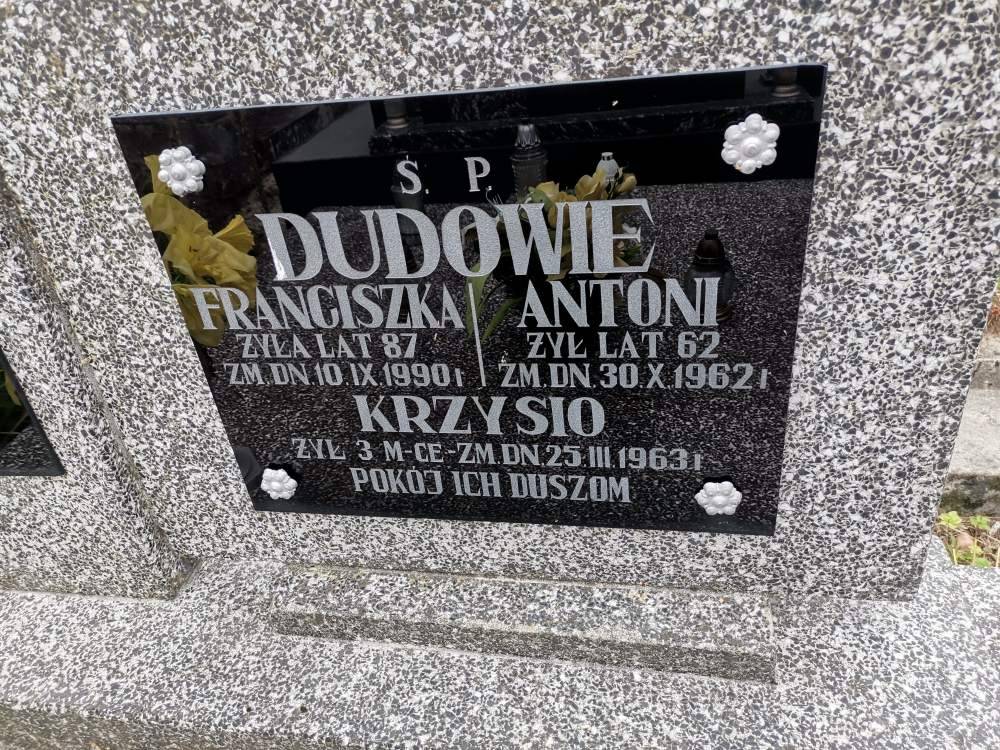 Ś. P.
DUDOWIE
FRANCISZKA ANTONI
ŻYŁA LAT 87 ŻYŁ LAT 62
ZM. DN. 10.IX.1990 r ZM. DN. 30.X.1962 r
KRZYSIO
ŻYŁ 3 M-CE-ZM. DN. 25.III.1963 r
POKÓJ ICH DUSZOM